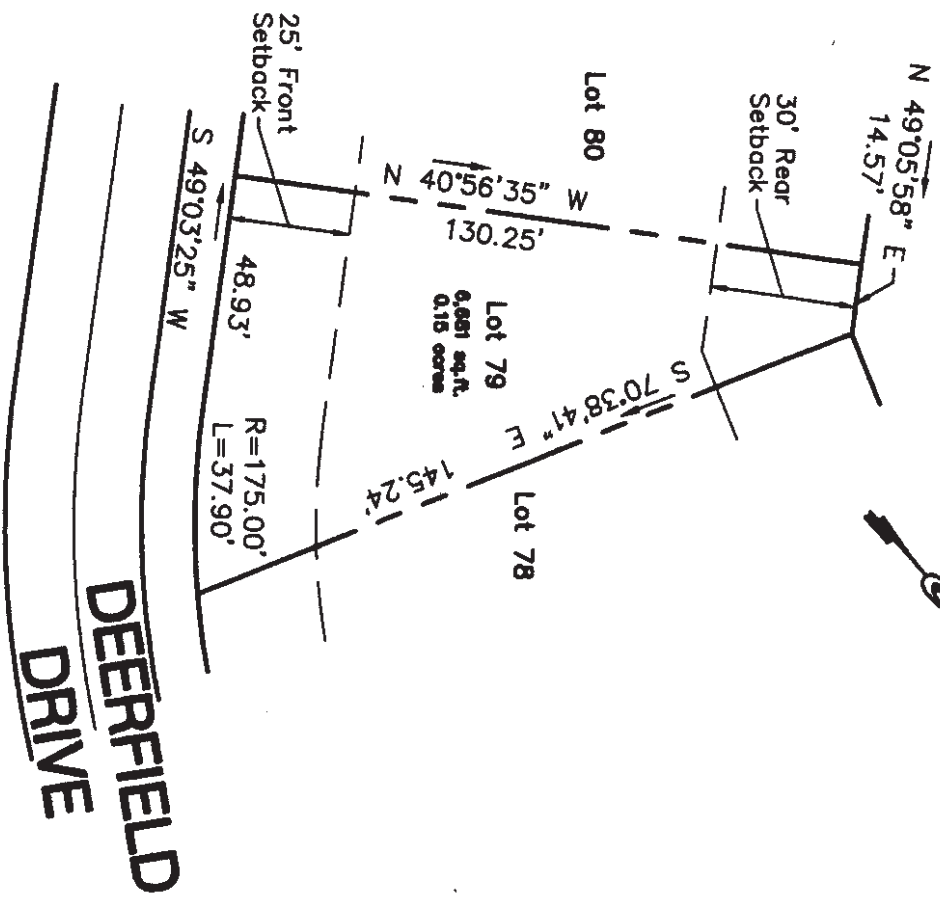 N 49°05'58" E
14.57'
30' Rear
Setback
Lot 80
25' Front
Setback
N 40°56'35" W
130.25'
Lot 79
6,661 sq.ft.
0.15 acres
S 70°38'41" E
145.24'
Lot 78
48.93'
S 49°03'25" W
R=175.00'
L=37.90'
DEERFIELD
DRIVE